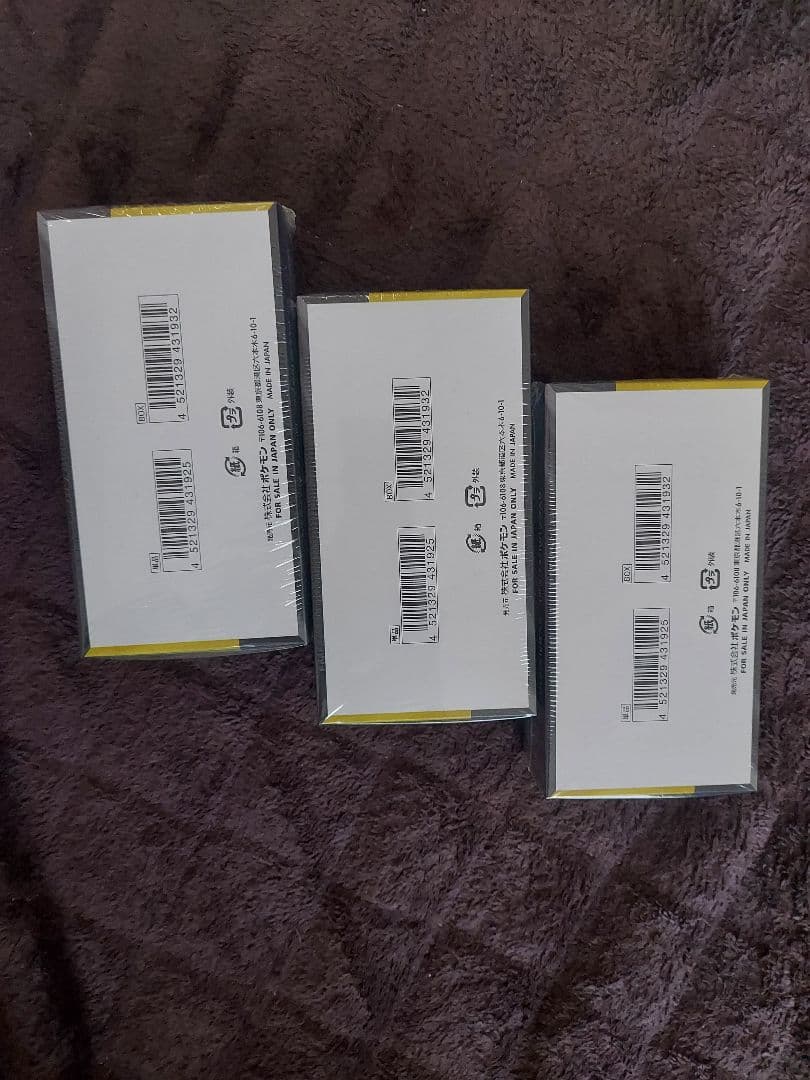 BOX
4 521329 431932
単品
4 521329 431925
外装
プラ
箱
紙
発売元 株式会社 ポケモン 〒106-6108 東京都港区六本木6-10-1
FOR SALE IN JAPAN ONLY MADE IN JAPAN
BOX
4 521329 431932
単品
4 521329 431925
外装
プラ
箱
紙
発売元 株式会社 ポケモン 〒106-6108 東京都港区六本木6-10-1
FOR SALE IN JAPAN ONLY MADE IN JAPAN
BOX
4 521329 431932
単品
4 521329 431925
外装
プラ
箱
紙
発売元 株式会社 ポケモン 〒106-6108 東京都港区六本木6-10-1
FOR SALE IN JAPAN ONLY MADE IN JAPAN